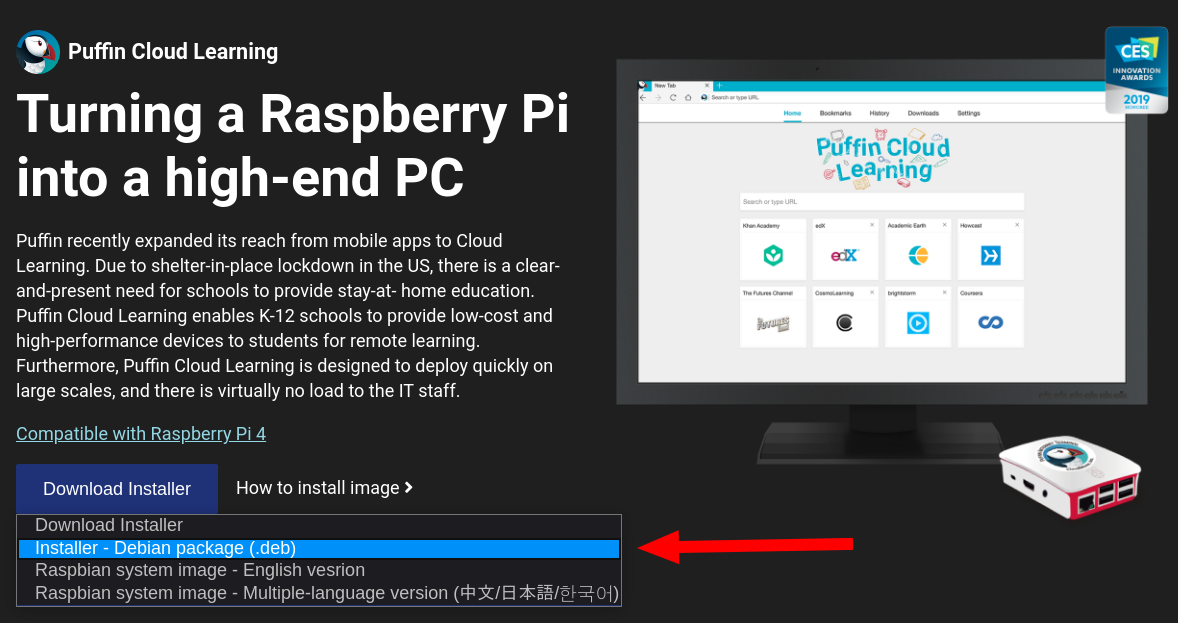 Puffin Cloud Learning
Turning a Raspberry Pi
into a high-end PC
Puffin recently expanded its reach from mobile apps to Cloud
Learning. Due to shelter-in-place lockdown in the US, there is a clear-
and-present need for schools to provide stay-at- home education.
Puffin Cloud Learning enables K-12 schools to provide low-cost and
high-performance devices to students for remote learning.
Furthermore, Puffin Cloud Learning is designed to deploy quickly on
large scales, and there is virtually no load to the IT staff.
Compatible with Raspberry Pi 4
Download Installer
How to install image
Download Installer
Installer - Debian package (.deb)
Raspbian system image - English vesrion
Raspbian system image - Multiple-language version (中文/日本語/한국어)
CES
INNOVATION
AWARDS
2019
New Tab
Search or type URL
Home Bookmarks History Downloads Settings
Puffin Cloud
Learning
Search or type URL
Khan Academy edX Academic Earth Howcast
edX
The Futures Channel CosmoLearning brightstorm Coursera
FUTURES